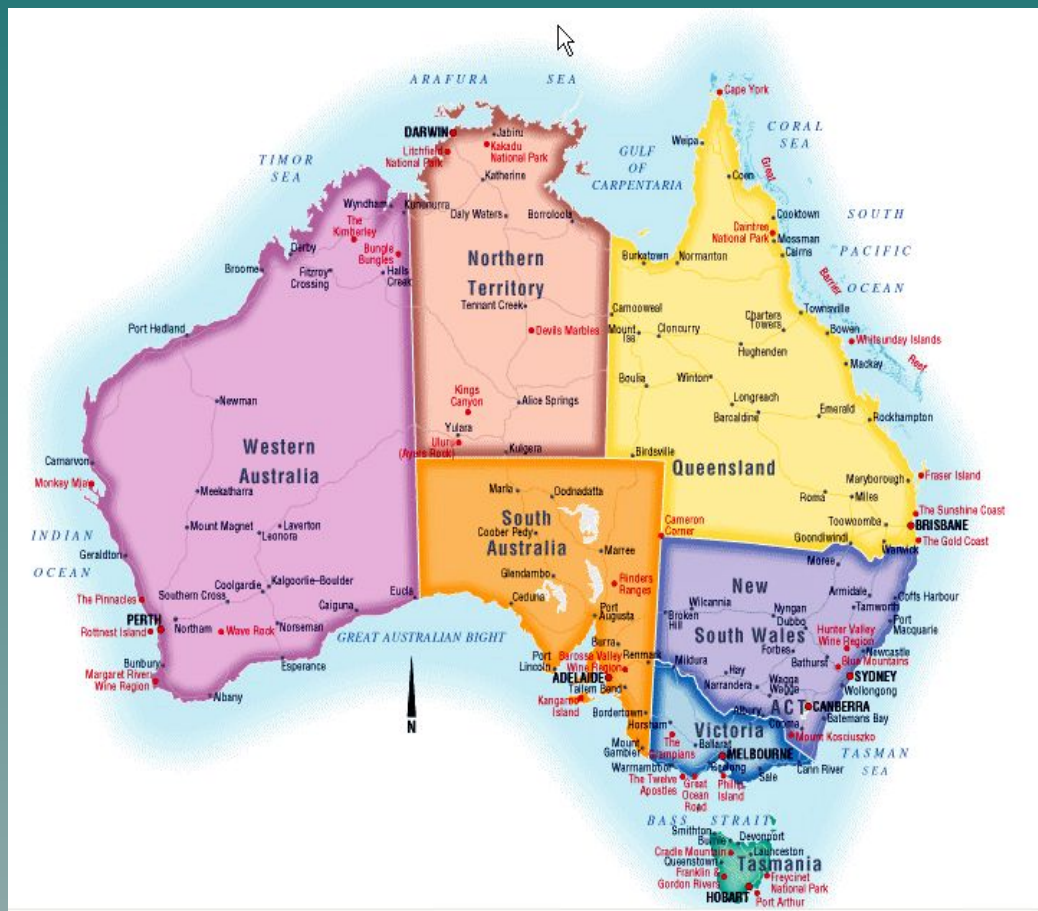 ARAFURA SEA
Cape York
DARWIN
Jabiru
CORAL
SEA
Litchfield
National Park
Kakadu
National Park
Weipa
TIMOR
SEA
GULF
OF
CARPENTARIA
Katherine
Coen
Great
Wyndham
Kununurra
Daly Waters
Borroloola
Cooktown
SOUTH
The
Kimberley
Daintree
National Park
Mossman
Cairns
Derby
Bungle
Bungles
Northern
Territory
Burketown
Normanton
PACIFIC
Broome
Fitzroy
Crossing
Halls
Creek
Barrier
OCEAN
Tennant Creek
Camooweal
Townsville
Port Hedland
Devils Marbles
Mount
Isa
Cloncurry
Charters
Towers
Bowen
Whitsunday Islands
Hughenden
Mackay
Reef
Kings
Canyon
Boulia
Winton
Newman
Alice Springs
Longreach
Barcaldine
Emerald
Rockhampton
Yulara
Uluru
(Ayers Rock)
Kulgera
Western
Australia
Birdsville
Queensland
Carnarvon
Monkey Mia
Meekatharra
Marla
Oodnadatta
Maryborough
Fraser Island
Roma
Miles
South
Australia
Coober Pedy
Cameron
Corner
The Sunshine Coast
Toowoomba
BRISBANE
INDIAN
OCEAN
Mount Magnet
Laverton
Leonora
Goondiwindi
The Gold Coast
Warwick
Geraldton
Marree
Moree
Glendambo
Flinders
Ranges
New
South Wales
Coolgardie
Kalgoorlie-Boulder
Southern Cross
Eucla
Ceduna
Armidale
Coffs Harbour
The Pinnacles
Caiguna
Port
Augusta
Wilcannia
Broken
Hill
Nyngan
Dubbo
Tamworth
Port
Macquarie
PERTH
Rottnest Island
Northam
Wave Rock
Norseman
GREAT AUSTRALIAN BIGHT
Burra
Renmark
Forbes
Hunter Valley
Wine Region
Newcastle
Bunbury
Margaret River
Wine Region
Esperance
Port
Lincoln
Barossa Valley
Wine Region
Mildura
Hay
Bathurst
Blue Mountains
Albany
ADELAIDE
Tailem Bend
Narrandera
Wagga
Wagga
SYDNEY
Wollongong
Kangaroo
Island
Bordertown
Albury
ACT
CANBERRA
Batemans Bay
N
Horsham
Victoria
Cooma
Mount Kosciuszko
Mount
Gambier
The
Grampians
Ballarat
MELBOURNE
TASMAN
SEA
Warrnambool
Geelong
Sale
Cann River
The Twelve
Apostles
Great
Ocean
Road
Phillip
Island
BASS STRAIT
Smithton
Burnie
Devonport
Cradle Mountain
Launceston
Queenstown
Tasmania
Franklin &
Gordon Rivers
Freycinet
National Park
HOBART
Port Arthur